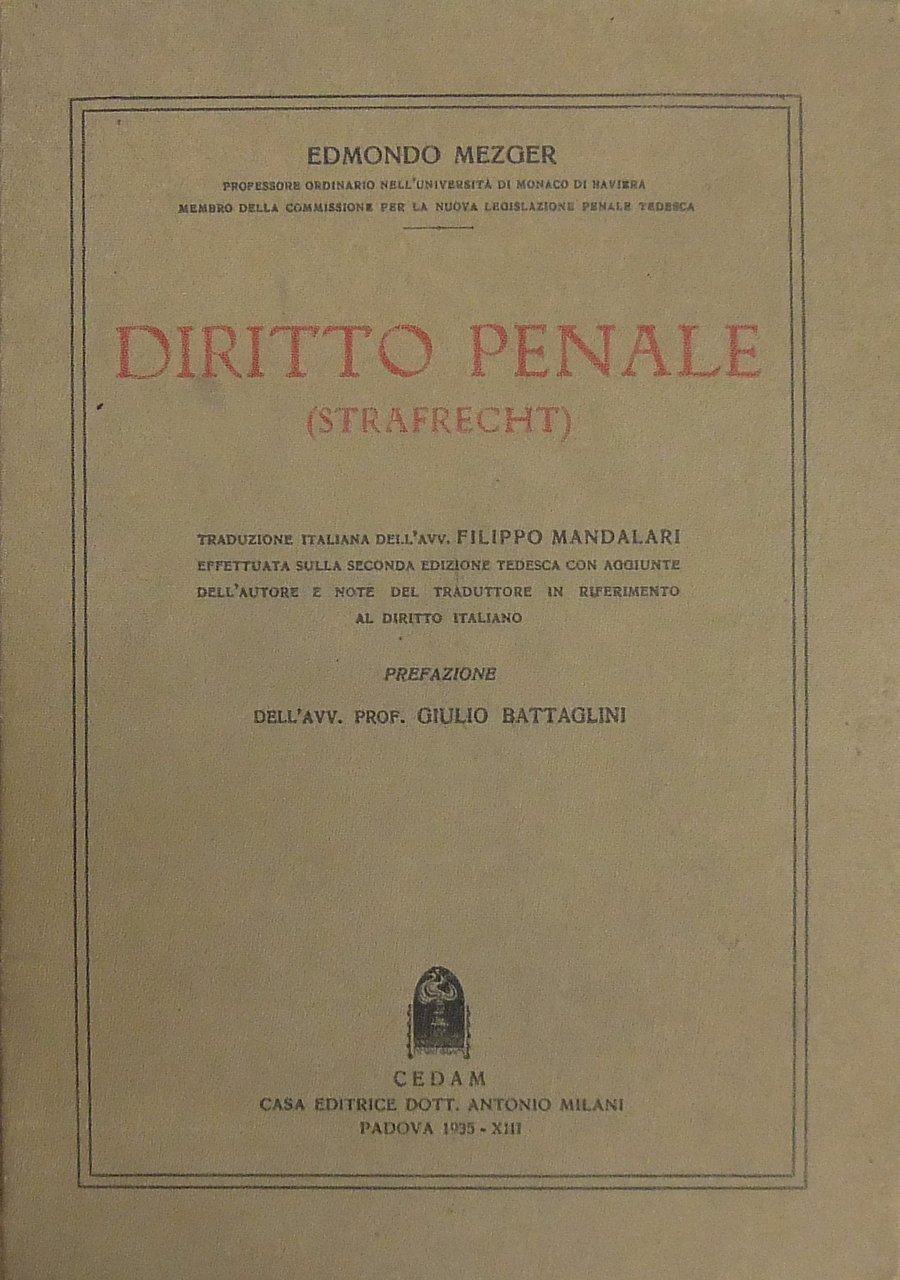 EDMONDO MEZGER
PROFESSORE ORDINARIO NELL'UNIVERSITÀ DI MONACO DI BAVIERA
MEMBRO DELLA COMMISSIONE PER LA NUOVA LEGISLAZIONE PENALE TEDESCA
DIRITTO PENALE
(STRAFRECHT)
TRADUZIONE ITALIANA DELL'AVV. FILIPPO MANDALARI
EFFETTUATA SULLA SECONDA EDIZIONE TEDESCA CON AGGIUNTE
DELL'AUTORE E NOTE DEL TRADUTTORE IN RIFERIMENTO
AL DIRITTO ITALIANO
PREFAZIONE
DELL'AVV. PROF. GIULIO BATTAGLINI
CEDAM
CASA EDITRICE DOTT. ANTONIO MILANI
PADOVA 1935 - XIII